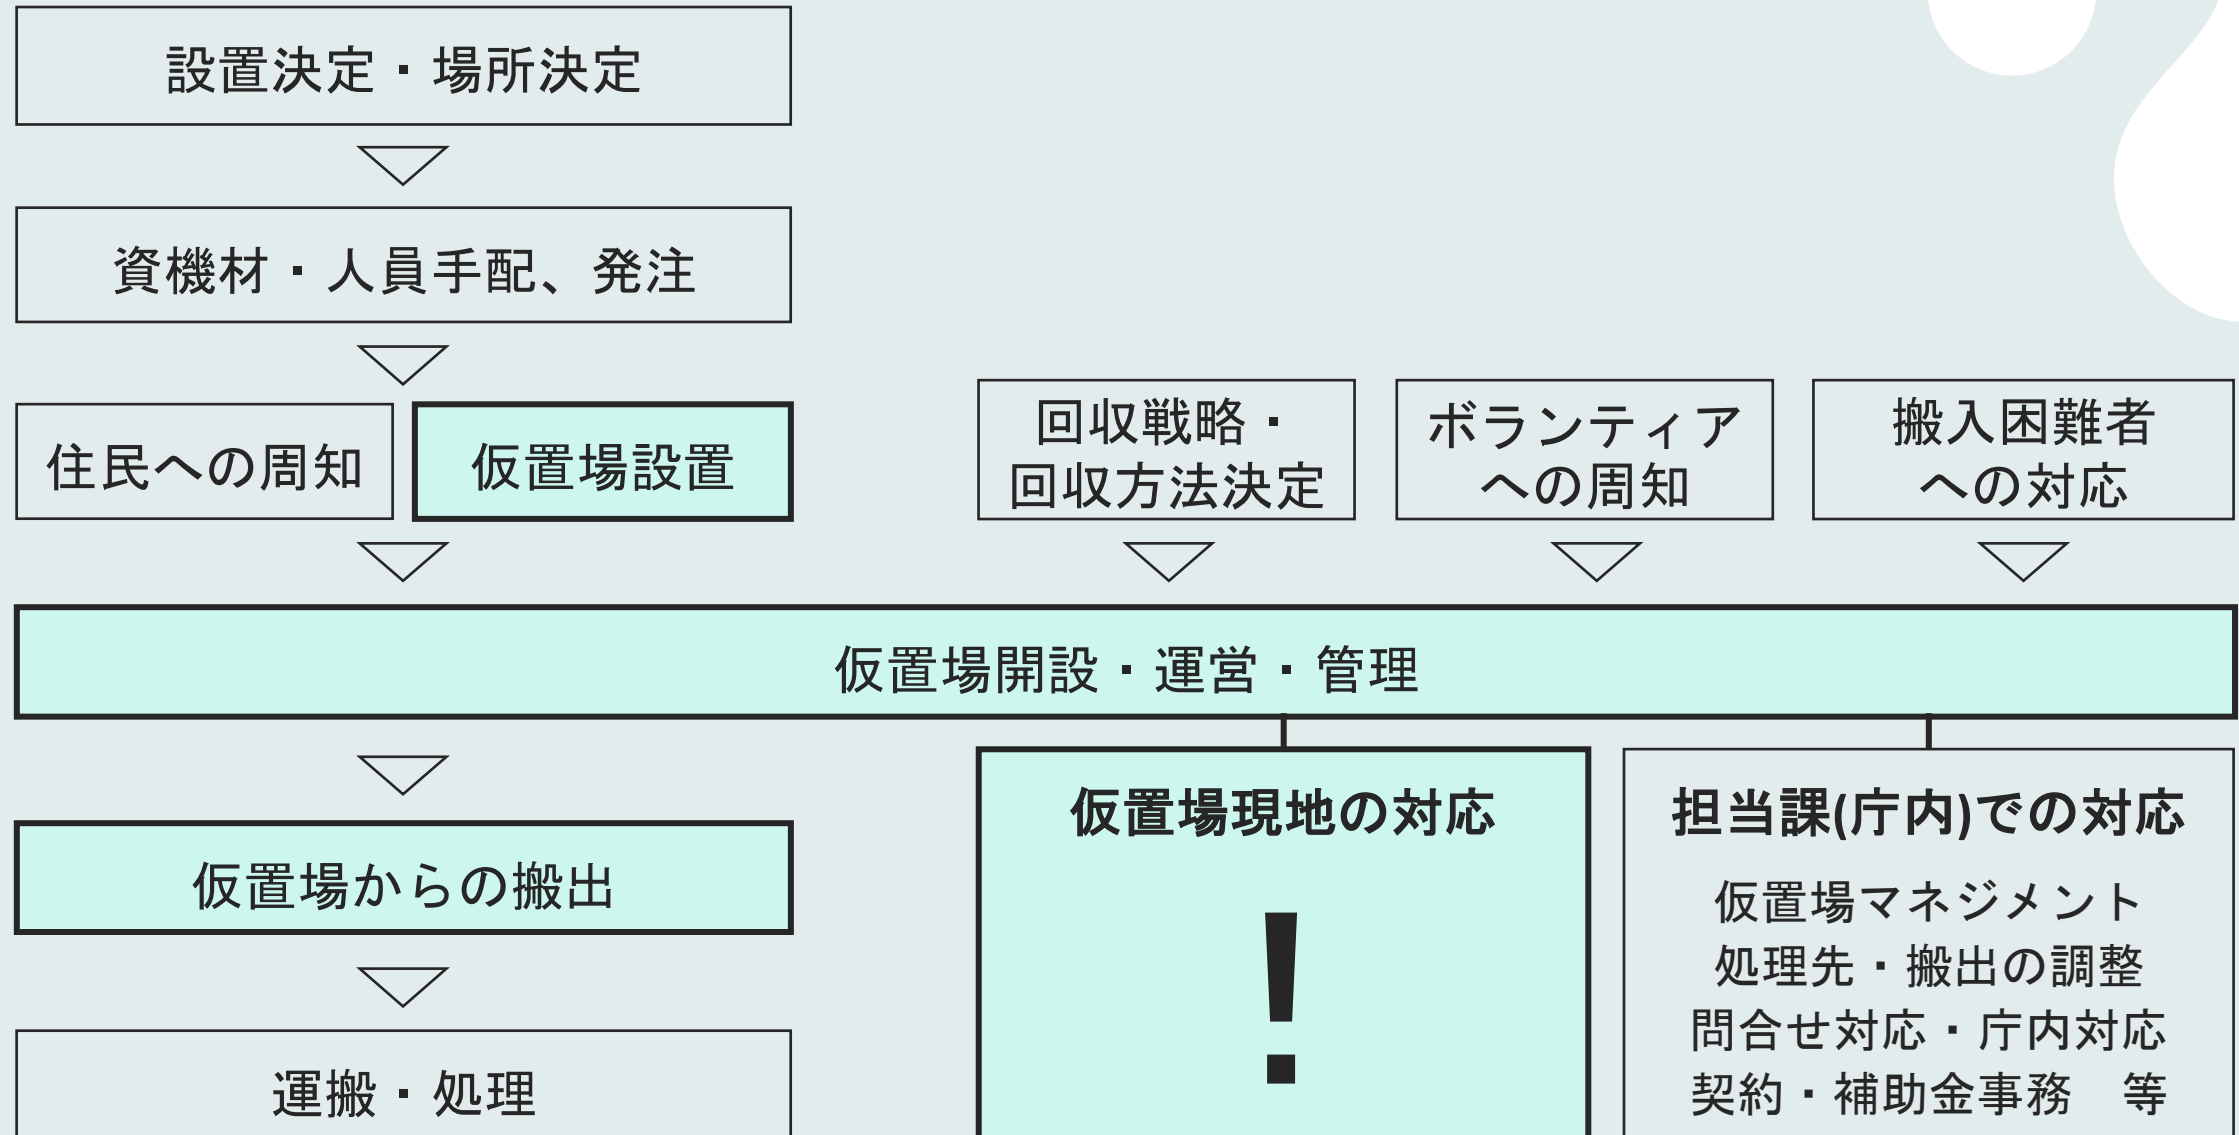 設置決定・場所決定
資機材・人員手配、発注
住民への周知
仮置場設置
回収戦略・
回収方法決定
ボランティア
への周知
搬入困難者
への対応
仮置場開設・運営・管理
仮置場からの搬出
運搬・処理
仮置場現地の対応
!
担当課(庁内)での対応
仮置場マネジメント
処理先・搬出の調整
問合せ対応・庁内対応
契約・補助金事務　等